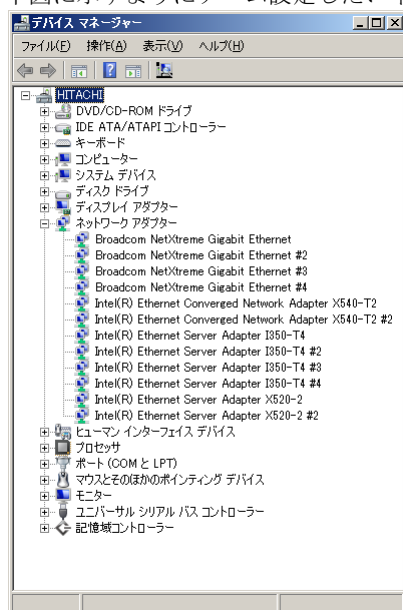 デバイス マネージャー
ファイル(F) 操作(A) 表示(V) ヘルプ(H)
HITACHI
DVD/CD-ROM ドライブ
IDE ATA/ATAPI コントローラー
キーボード
コンピューター
システム デバイス
ディスク ドライブ
ディスプレイ アダプター
ネットワーク アダプター
Broadcom NetXtreme Gigabit Ethernet
Broadcom NetXtreme Gigabit Ethernet #2
Broadcom NetXtreme Gigabit Ethernet #3
Broadcom NetXtreme Gigabit Ethernet #4
Intel(R) Ethernet Converged Network Adapter X540-T2
Intel(R) Ethernet Converged Network Adapter X540-T2 #2
Intel(R) Ethernet Server Adapter I350-T4
Intel(R) Ethernet Server Adapter I350-T4 #2
Intel(R) Ethernet Server Adapter I350-T4 #3
Intel(R) Ethernet Server Adapter I350-T4 #4
Intel(R) Ethernet Server Adapter X520-2
Intel(R) Ethernet Server Adapter X520-2 #2
ヒューマン インターフェイス デバイス
プロセッサ
ポート (COM と LPT)
マウスとそのほかのポインティング デバイス
モニター
ユニバーサル シリアル バス コントローラー
記憶域コントローラー